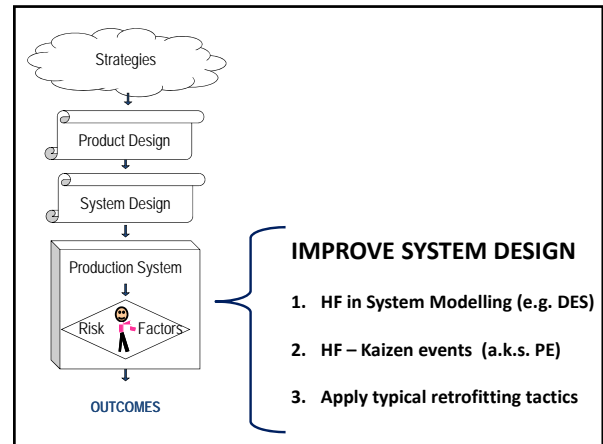 Strategies
Product Design
System Design
Production System
Risk Factors
OUTCOMES
IMPROVE SYSTEM DESIGN
1. HF in System Modelling (e.g. DES)
2. HF – Kaizen events (a.k.s. PE)
3. Apply typical retrofitting tactics